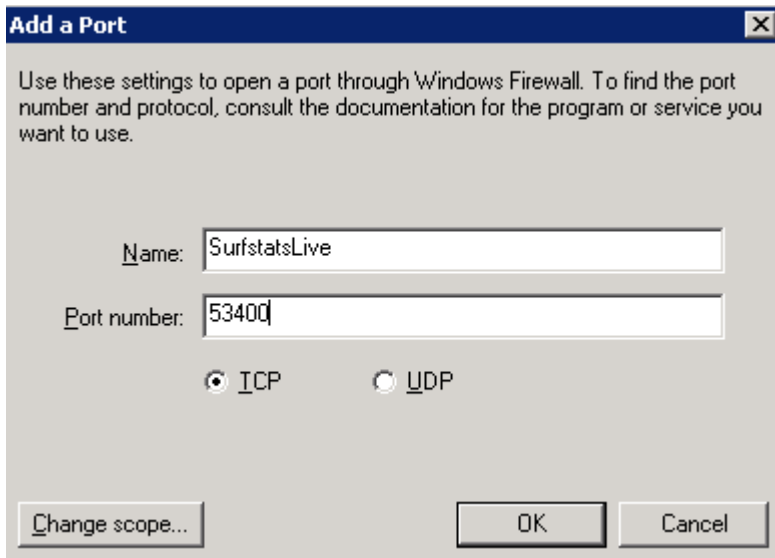 Add a Port
Use these settings to open a port through Windows Firewall. To find the port
number and protocol, consult the documentation for the program or service you
want to use.
Name: SurfstatsLive
Port number: 53400
TCP UDP
Change scope... OK Cancel